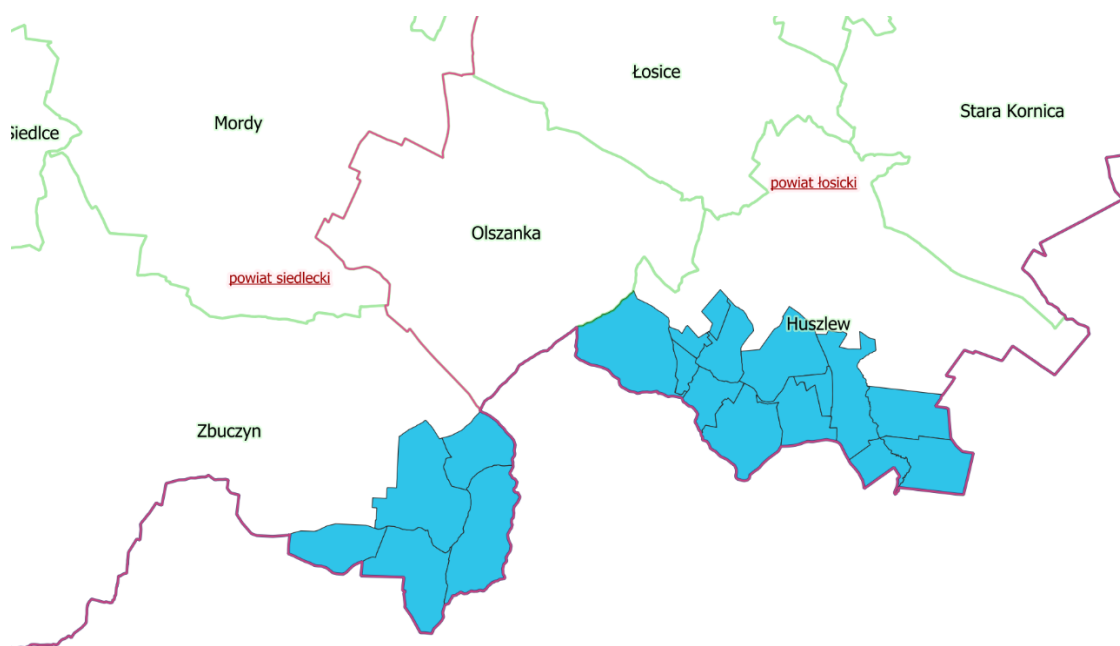 Łosice
Stara Kornica
Mordy
siedlce
powiat łosicki
Olszanka
powiat siedlecki
Huszlew
Zbuczyn